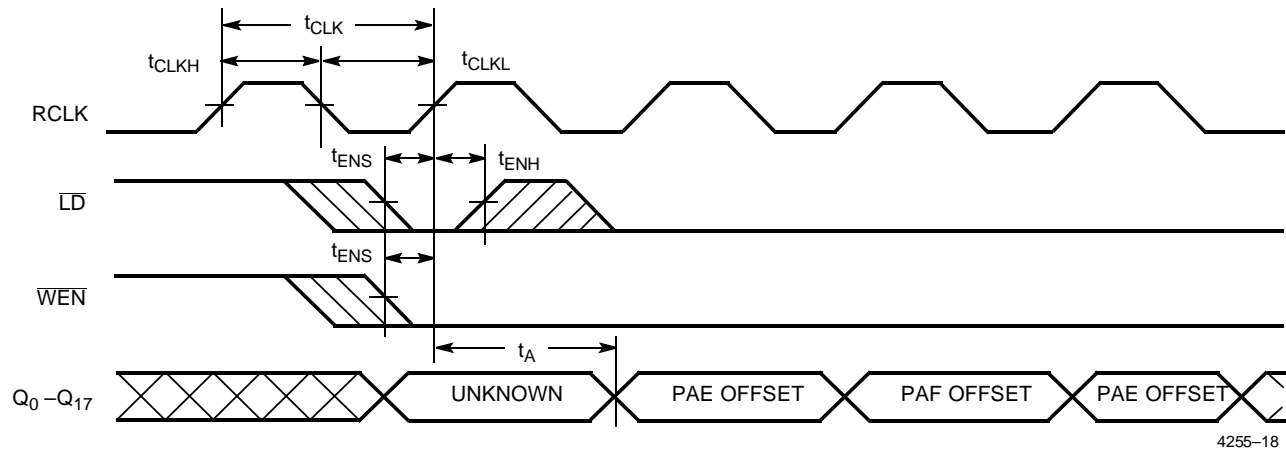 tCLK
tCLKH
tCLKL
RCLK
tENS
tENH
LD
tENS
WEN
tA
Q0 –Q17
UNKNOWN
PAE OFFSET
PAF OFFSET
PAE OFFSET
4255–18